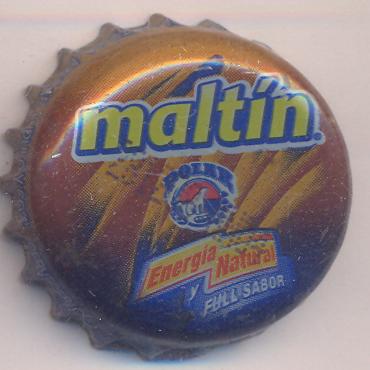 maltín®
POLAR
Energía
y Natural
FULL SABOR